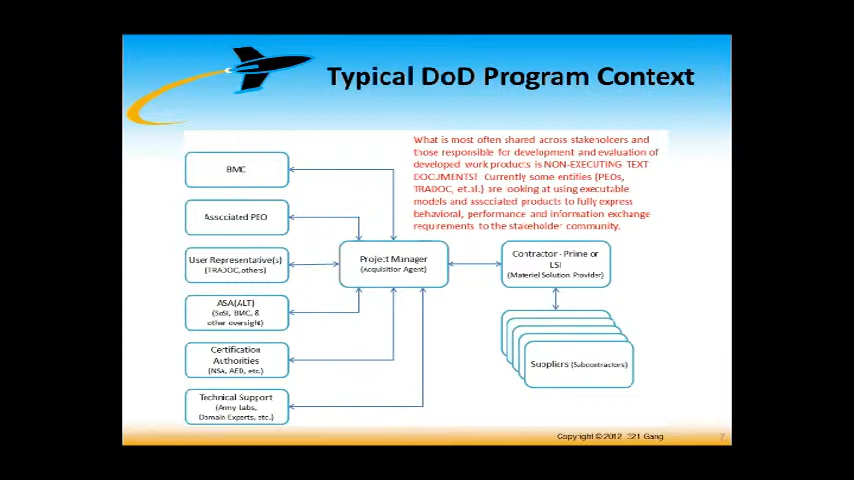 Typical DoD Program Context
What is most often shared across stakeholders and
those responsible for development and evaluation of
developed work products is NON-EXECUTING TEXT
DOCUMENTS! Currently some entities (PEOs,
TRADOC, et.al.) are looking at using executable
models and associated products to fully express
behavioral, performance and information exchange
requirements to the stakeholder community.
BMC
Associated PEO
User Representative(s)
(TRADOC,others)
ASA(ALT)
(SoSI, BMC, &
other oversight)
Certification
Authorities
(NSA, AED, etc.)
Technical Support
(Army Labs,
Domain Experts, etc.)
Project Manager
(Acquisition Agent)
Contractor - Prime or
LSI
(Materiel Solution Provider)
Suppliers (Subcontractors)
Copyright © 2012 321 Gang
7